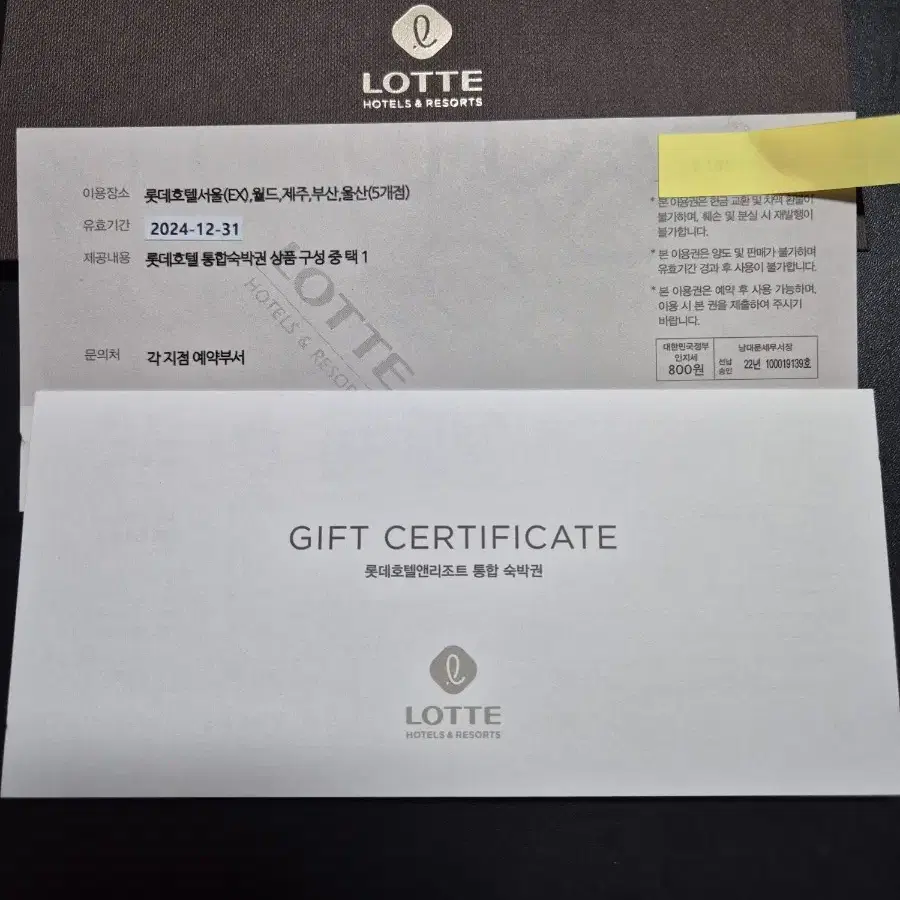 LOTTE
HOTELS & RESORTS
이용장소 롯데호텔서울(EX),월드,제주,부산,울산(5개점)
유효기간 2024-12-31
제공내용 롯데호텔 통합숙박권 상품 구성 중 택 1
문의처 각 지점 예약부서
LOTTE
HOTELS & RESORTS
* 본 이용권은 현금 교환 및 차액 환불이
불가하며, 훼손 및 분실 시 재발행이
불가합니다.
* 본 이용권은 양도 및 판매가 불가하며
유효기간 경과 후 사용이 불가합니다.
* 본 이용권은 예약 후 사용 가능하며,
이용 시 본 권을 제출하여 주시기
바랍니다.
대한민국정부
인지세
800원
남대문세무서장
선납
승인
22년 100019139호
GIFT CERTIFICATE
롯데호텔앤리조트 통합 숙박권
LOTTE
HOTELS & RESORTS